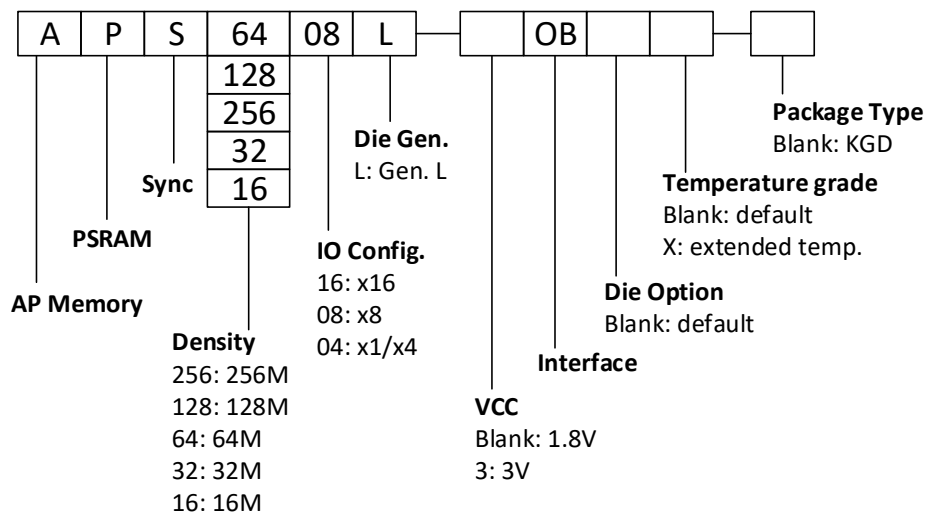 A P S 64 08 L OB
128
256
32
16
Sync
PSRAM
AP Memory
Density
256: 256M
128: 128M
64: 64M
32: 32M
16: 16M
IO Config.
16: x16
08: x8
04: x1/x4
Die Gen.
L: Gen. L
VCC
Blank: 1.8V
3: 3V
Interface
Die Option
Blank: default
Temperature grade
Blank: default
X: extended temp.
Package Type
Blank: KGD